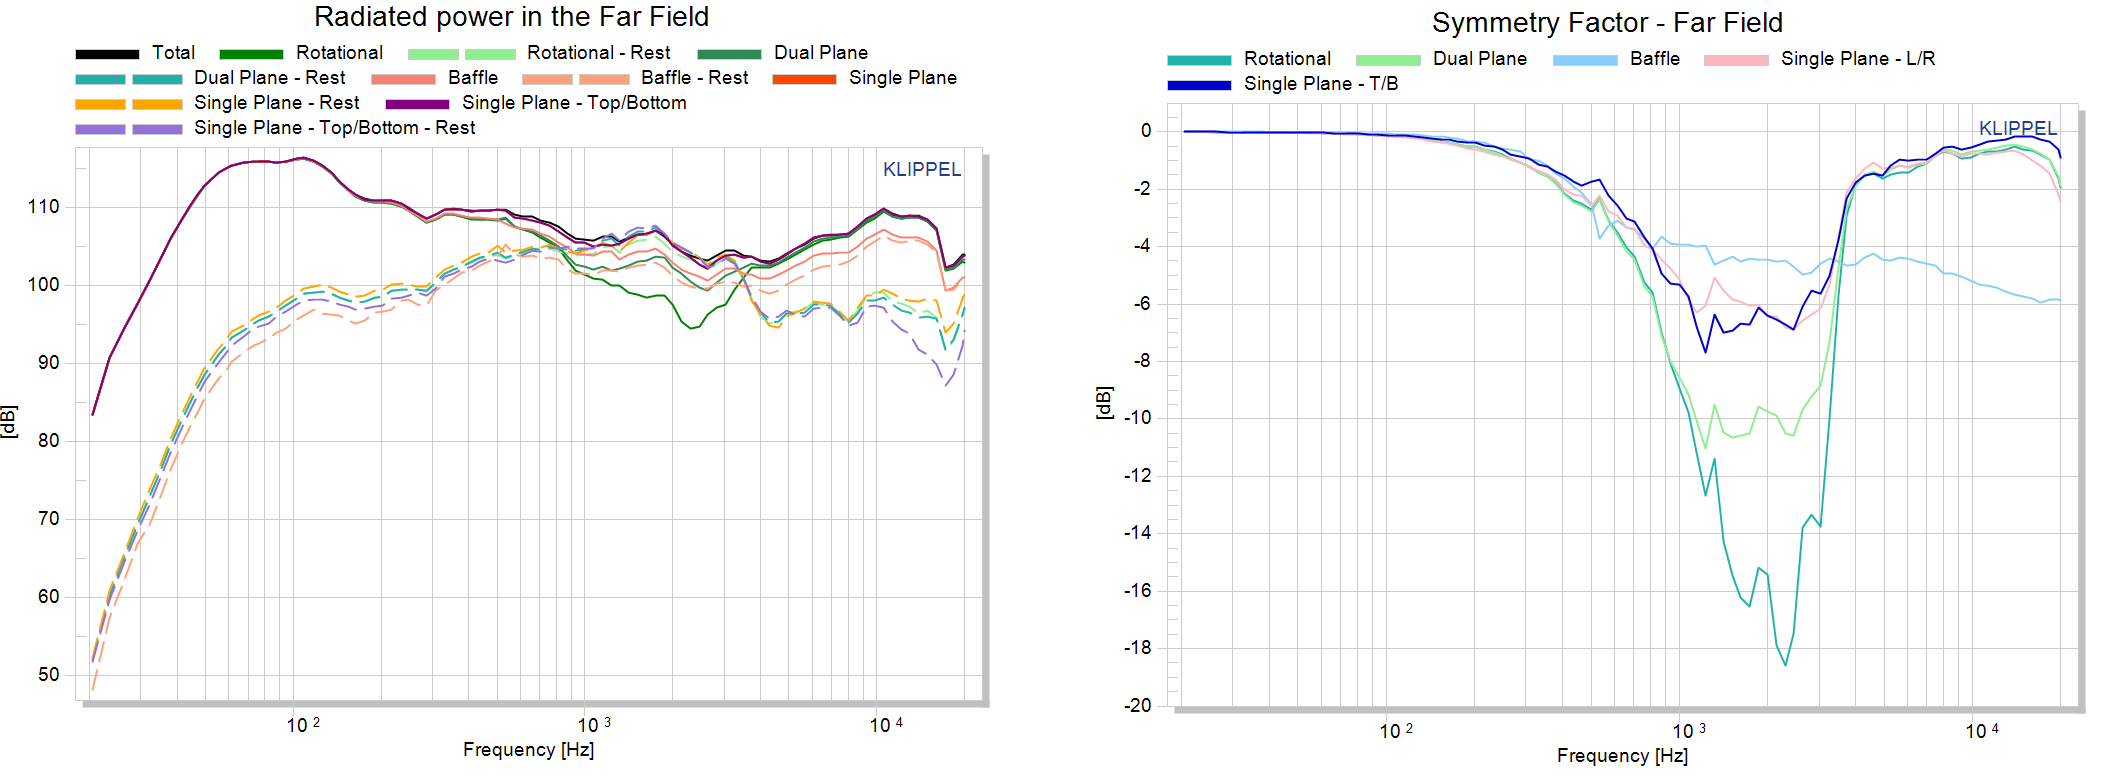 Radiated power in the Far Field
Total Rotational Rotational - Rest Dual Plane
Dual Plane - Rest Baffle Baffle - Rest Single Plane
Single Plane - Rest Single Plane - Top/Bottom
Single Plane - Top/Bottom - Rest
KLIPPEL
110
100
90
80
70
60
50
[dB]
10 2 10 3 10 4
Frequency [Hz]
Symmetry Factor - Far Field
Rotational Dual Plane Baffle Single Plane - L/R
Single Plane - T/B
KLIPPEL
0
-2
-4
-6
-8
-10
-12
-14
-16
-18
-20
[dB]
10 2 10 3 10 4
Frequency [Hz]